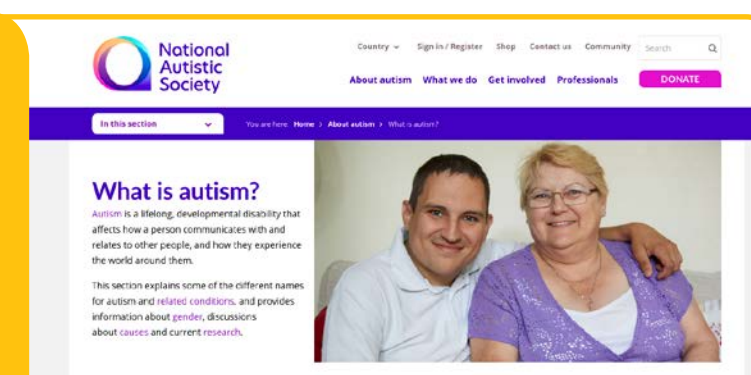 National
Autistic
Society
Country Sign in / Register Shop Contact us Community Search
About autism What we do Get involved Professionals DONATE
In this section You are here: Home > About autism > What is autism?
What is autism?
Autism is a lifelong, developmental disability that
affects how a person communicates with and
relates to other people, and how they experience
the world around them.
This section explains some of the different names
for autism and related conditions, and provides
information about gender, discussions
about causes and current research.